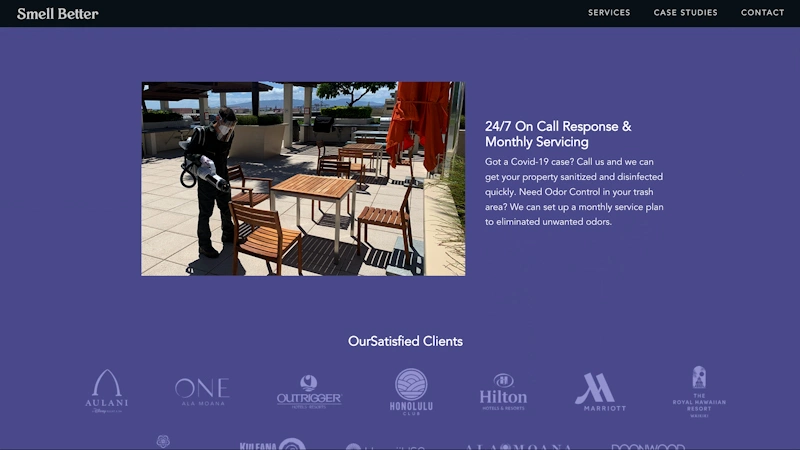 Smell Better
SERVICES CASE STUDIES CONTACT
24/7 On Call Response &
Monthly Servicing
Got a Covid-19 case? Call us and we can
get your property sanitized and disinfected
quickly. Need Odor Control in your trash
area? We can set up a monthly service plan
to eliminated unwanted odors.
OurSatisfied Clients
AULANI
ONE
ALA MOANA
OUTRIGGER
HOTELS RESORTS
HONOLULU
CLUB
Hilton
HOTELS & RESORTS
MARRIOTT
THE
ROYAL HAWAIIAN
RESORT
WAIKIKI
KULEANA
ALA MOANA